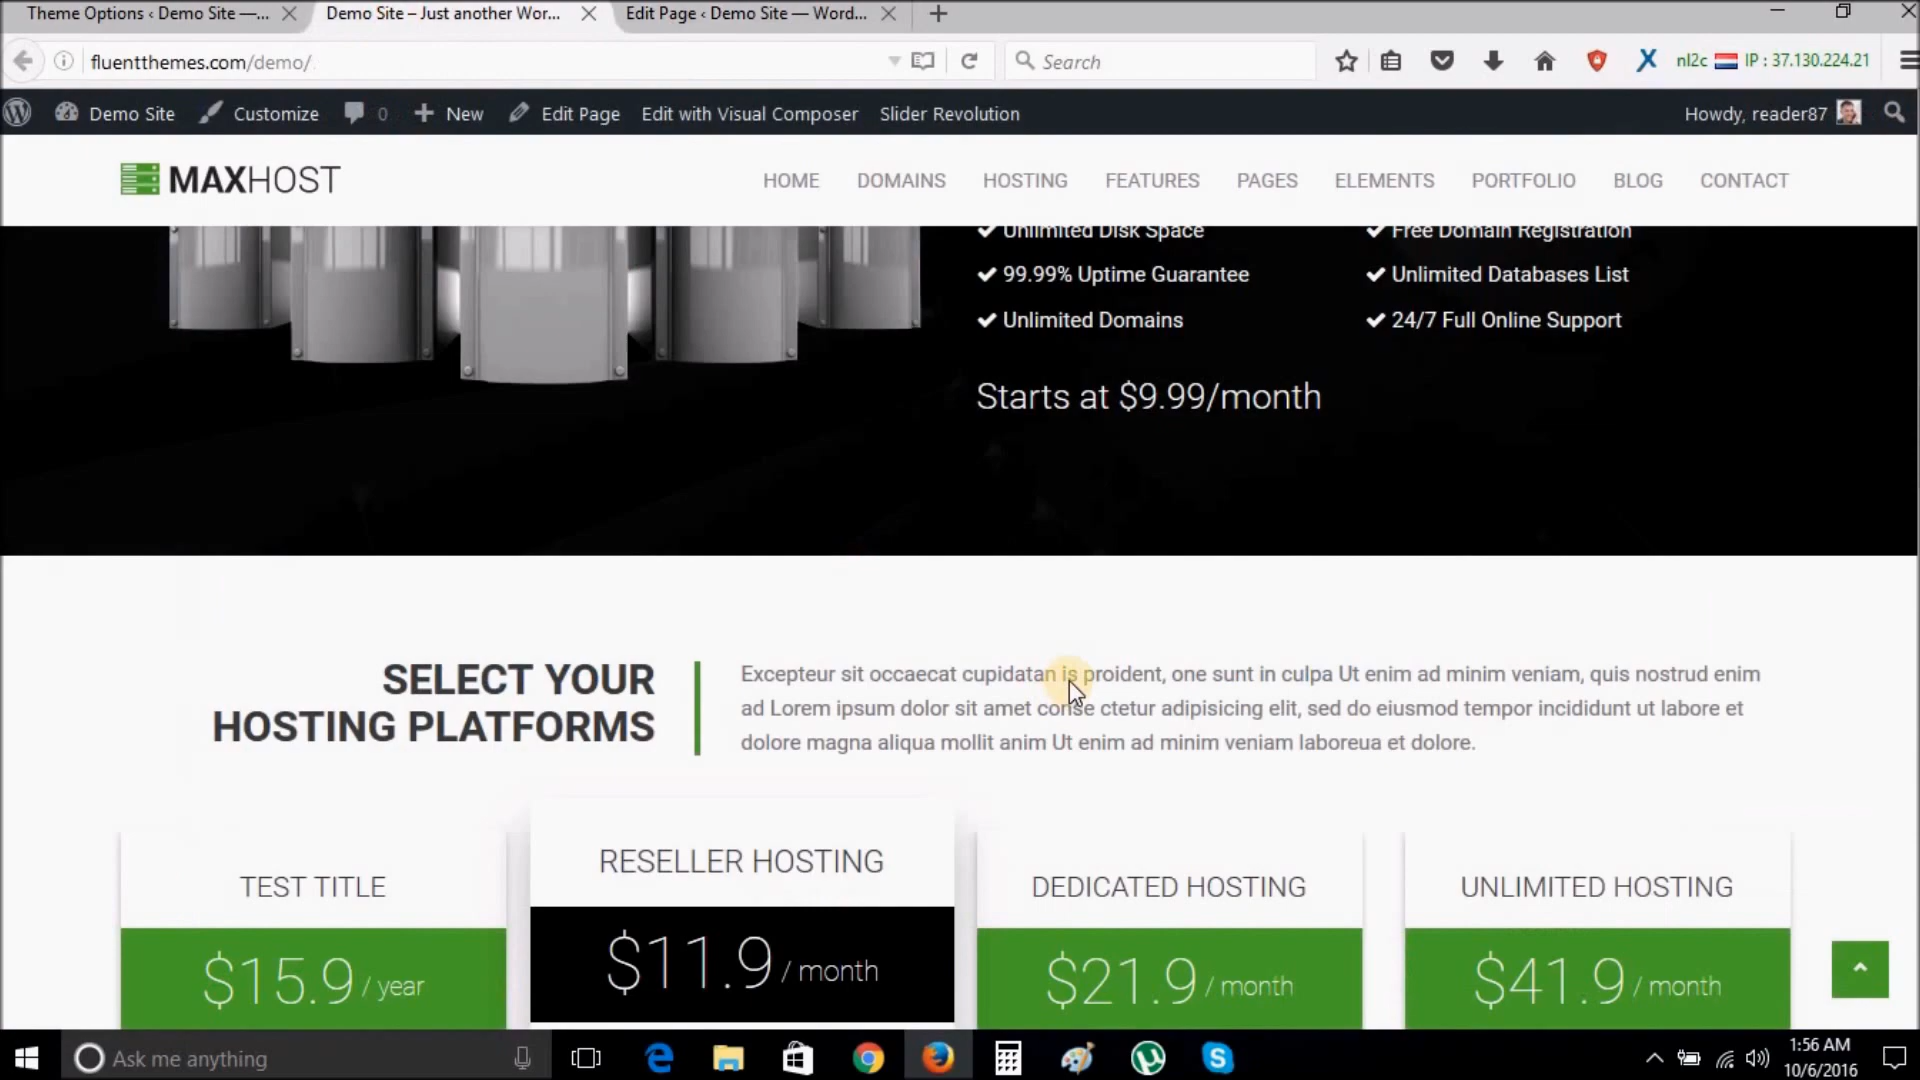 Theme Options ‹ Demo Site —...
Demo Site – Just another Wor...
Edit Page ‹ Demo Site — Word...
fluentthemes.com/demo/
Search
nl2c IP : 37.130.224.21
Demo Site Customize 0 New Edit Page Edit with Visual Composer Slider Revolution Howdy, reader87
MAXHOST
HOME DOMAINS HOSTING FEATURES PAGES ELEMENTS PORTFOLIO BLOG CONTACT
Unlimited Disk Space Free Domain Registration
99.99% Uptime Guarantee Unlimited Databases List
Unlimited Domains 24/7 Full Online Support
Starts at $9.99/month
SELECT YOUR
HOSTING PLATFORMS
Excepteur sit occaecat cupidatan is proident, one sunt in culpa Ut enim ad minim veniam, quis nostrud enim
ad Lorem ipsum dolor sit amet conse ctetur adipisicing elit, sed do eiusmod tempor incididunt ut labore et
dolore magna aliqua mollit anim Ut enim ad minim veniam laboreua et dolore.
TEST TITLE
$15.9 / year
RESELLER HOSTING
$11.9 / month
DEDICATED HOSTING
$21.9 / month
UNLIMITED HOSTING
$41.9 / month
Ask me anything
1:56 AM
10/6/2016